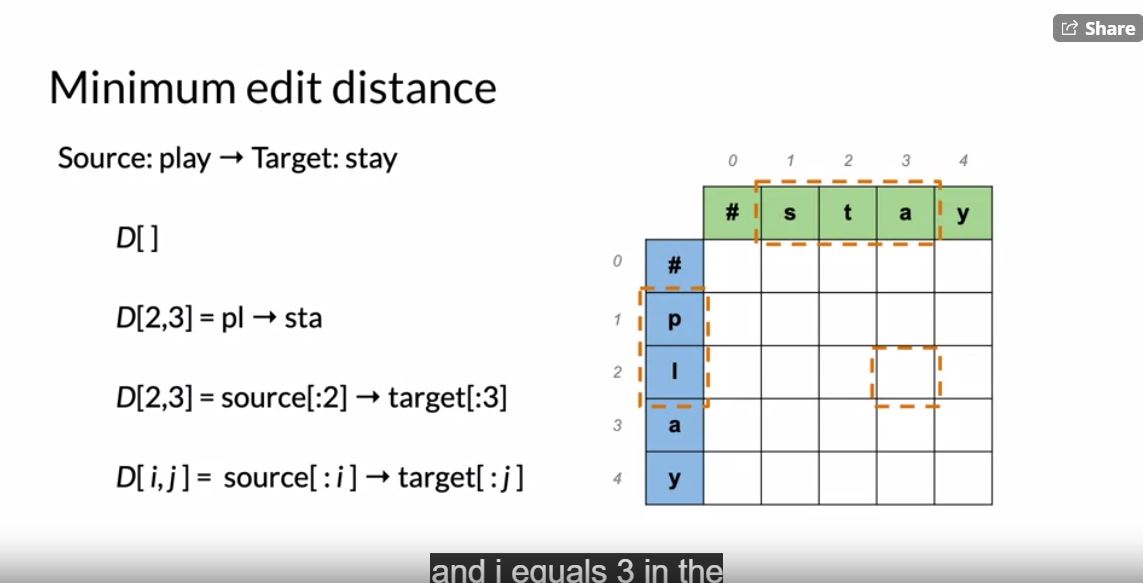 Share
Minimum edit distance
Source: play → Target: stay
D[ ]
D[2,3] = pl → sta
D[2,3] = source[:2] → target[:3]
D[ i,j ] = source[ : i ] → target[ : j ]
0 1 2 3 4
# s t a y
0 #
1 p
2 l
3 a
4 y
and j equals 3 in the